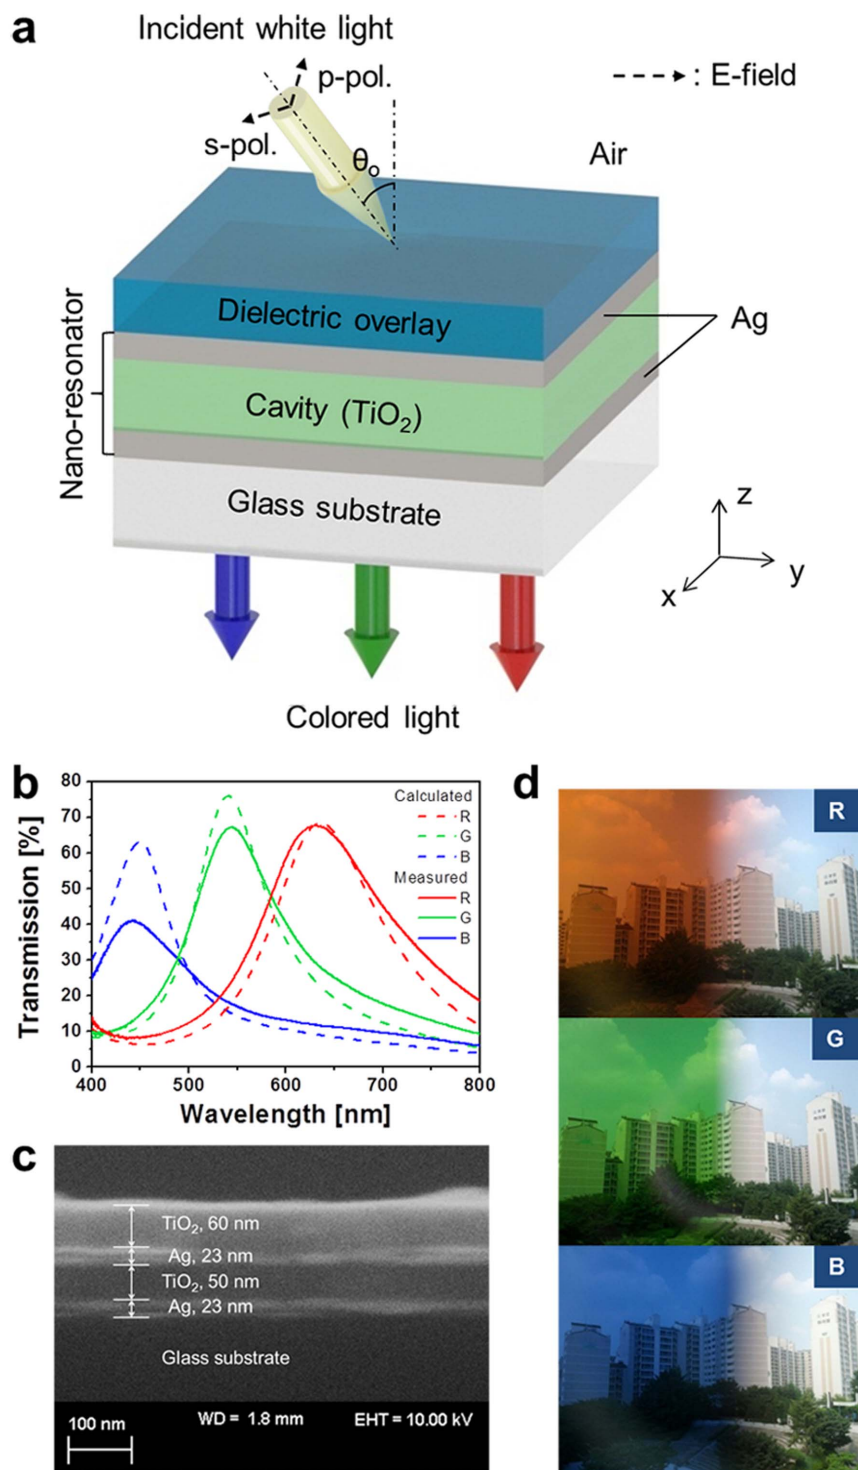 a
Incident white light
p-pol.
s-pol.
θo
- - - → : E-field
Air
Dielectric overlay
Ag
Nano-resonator
Cavity (TiO2)
Glass substrate
z
y
x
Colored light
b
Transmission [%]
80
70
60
50
40
30
20
10
0
400 500 600 700 800
Wavelength [nm]
Calculated
R
G
B
Measured
R
G
B
c
TiO2, 60 nm
Ag, 23 nm
TiO2, 50 nm
Ag, 23 nm
Glass substrate
100 nm
WD = 1.8 mm
EHT = 10.00 kV
d
R
G
B